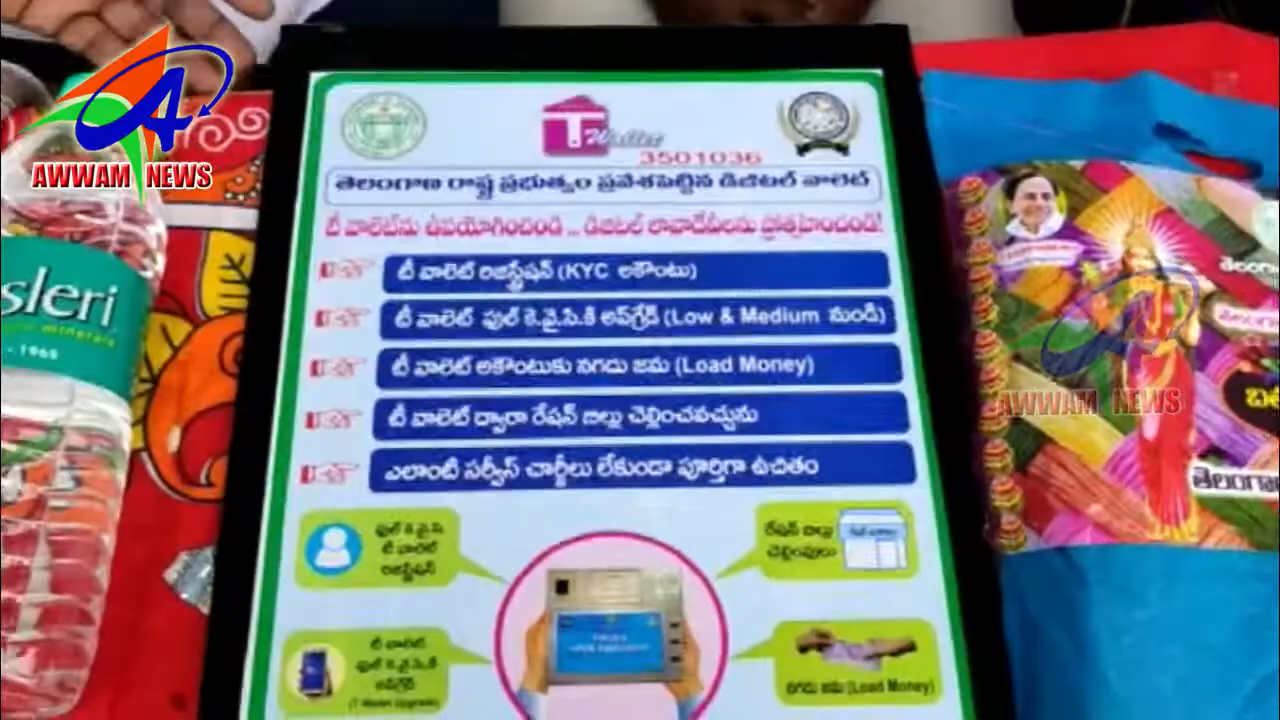 AWWAM NEWS
T Wallet
3501036
తెలంగాణ రాష్ట్ర ప్రభుత్వం ప్రవేశపెట్టిన డిజిటల్ వాలెట్
టీ వాలెట్‌ను ఉపయోగించండి .. డిజిటల్ లావాదేవీలను ప్రోత్సహించండి!
టీ వాలెట్ రిజిస్ట్రేషన్ (KYC అకౌంటు)
టీ వాలెట్ ఫుల్ కె.వై.సి.కి అప్‌గ్రేడ్ (Low & Medium నుండి)
టీ వాలెట్ అకౌంటుకు నగదు జమ (Load Money)
టీ వాలెట్ ద్వారా రేషన్ బిల్లు చెల్లించవచ్చును
ఎలాంటి సర్వీస్ చార్జీలు లేకుండా పూర్తిగా ఉచితం
ఫుల్ కె.వై.సి
టీ వాలెట్
రిజిస్ట్రేషన్
రేషన్ బిల్లు
చెల్లింపులు
టీ వాలెట్
ఫుల్ కె.వై.సి.కి
అప్‌గ్రేడ్
నగదు జమ (Load Money)
sleri
minerals
- 1965
AWWAM NEWS
తెలంగాణ